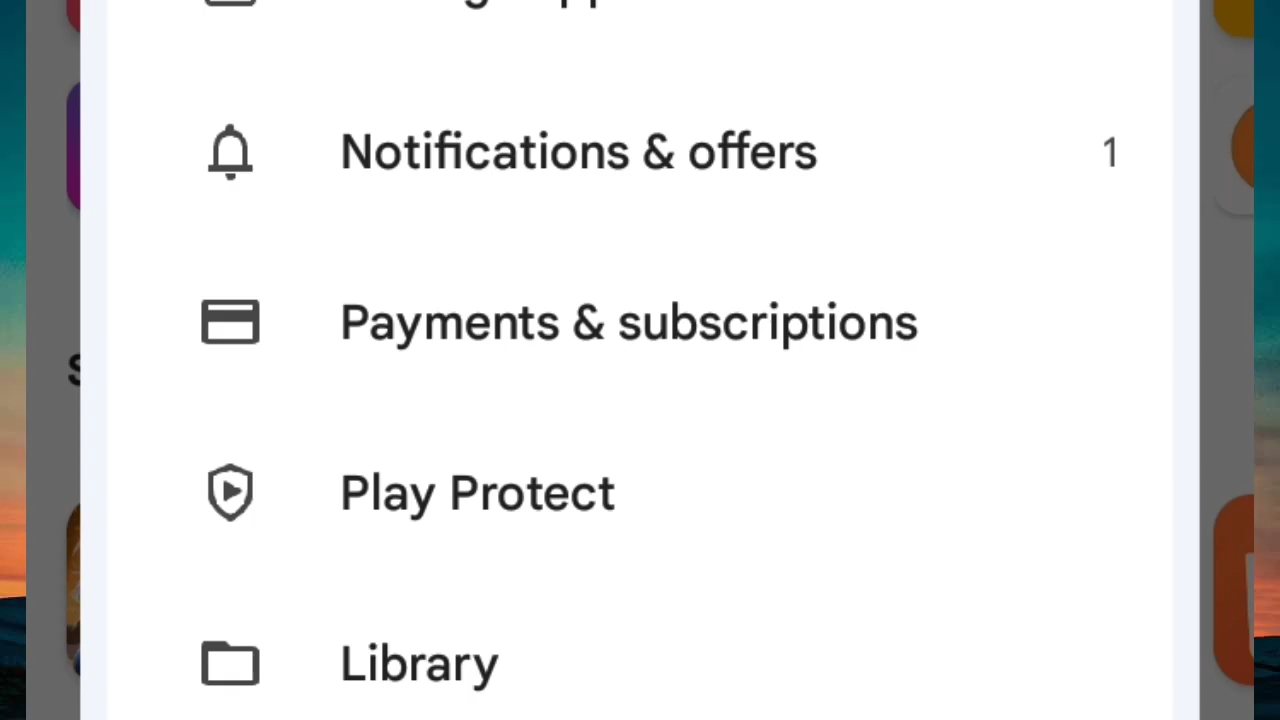 Notifications & offers 1
Payments & subscriptions
Play Protect
Library